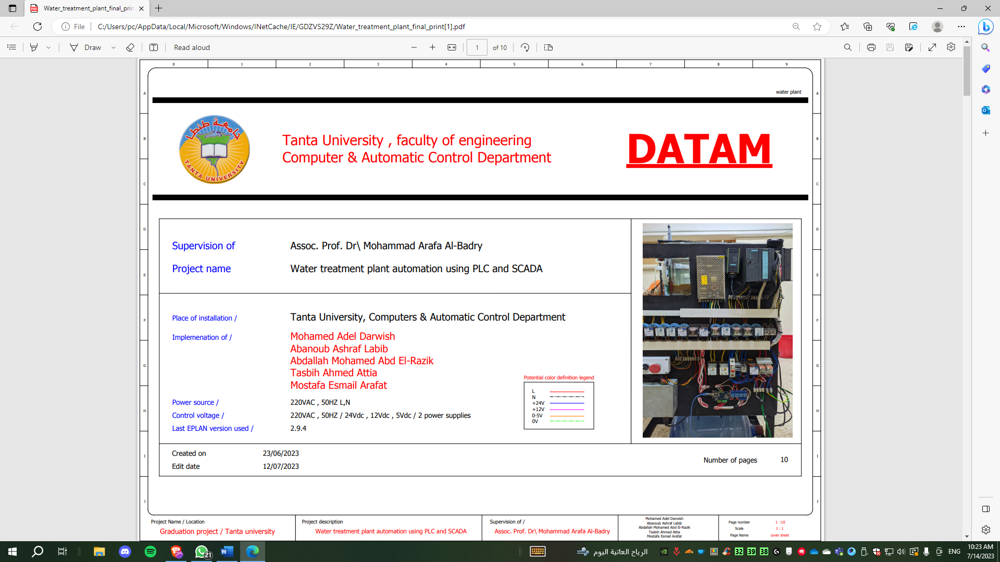 Water_treatment_plant_final_prin
File
C:/Users/pc/AppData/Local/Microsoft/Windows/INetCache/IE/GDZVS29Z/Water_treatment_plant_final_print[1].pdf
Draw
Read aloud
1
of 10
0 1 2 3 4 5 6 7 8 9
A
B
C
D
E
F
G
H
I
J
A
B
C
D
E
F
G
H
I
J
water plant
جامعة طنطا
TANTA UNIVERSITY
Tanta University , faculty of engineering
Computer & Automatic Control Department
DATAM
Supervision of
Assoc. Prof. Dr\ Mohammad Arafa Al-Badry
Project name
Water treatment plant automation using PLC and SCADA
Place of installation /
Tanta University, Computers & Automatic Control Department
Implemenation of /
Mohamed Adel Darwish
Abanoub Ashraf Labib
Abdallah Mohamed Abd El-Razik
Tasbih Ahmed Attia
Mostafa Esmail Arafat
Power source /
220VAC , 50HZ L,N
Control voltage /
220VAC , 50HZ / 24Vdc , 12Vdc , 5Vdc / 2 power supplies
Last EPLAN version used /
2.9.4
Potential color definition legend
L
N
+24V
+12V
0-5V
0V
Created on
23/06/2023
Edit date
12/07/2023
Number of pages
10
Project Name / Location
Graduation project / Tanta university
Project description
Water treatment plant automation using PLC and SCADA
Supervision of /
Assoc. Prof. Dr\ Mohammad Arafa Al-Badry
Mohamed Adel Darwish
Abanoub Ashraf Labib
Abdallah Mohamed Abd El-Razik
Tasbih Ahmed Attia
Mostafa Esmail Arafat
Page number
1 /10
Scale
1 : 1
Page Name
cover sheet
21
الرياح العاتية اليوم
32 39 38
ENG
10:23 AM
7/14/2023